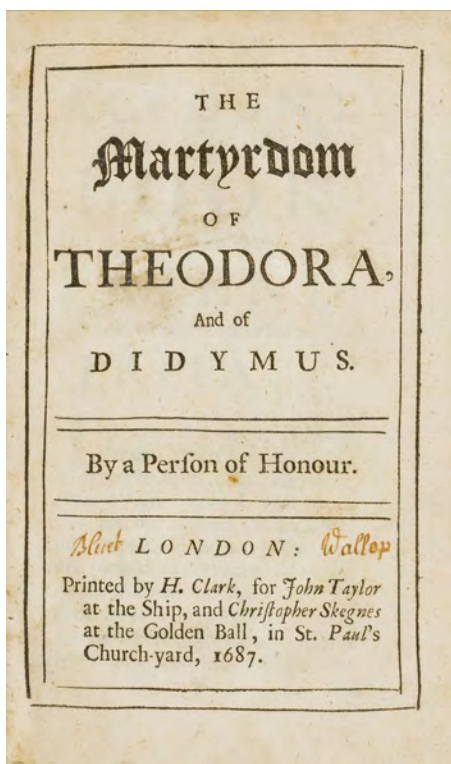 THE
Martyrdom
OF
THEODORA,
And of
DIDYMUS.
By a Perſon of Honour.
Bluet LONDON: Wallop
Printed by H. Clark, for John Taylor
at the Ship, and Chriſtopher Skegnes
at the Golden Ball, in St. Paul's
Church-yard, 1687.